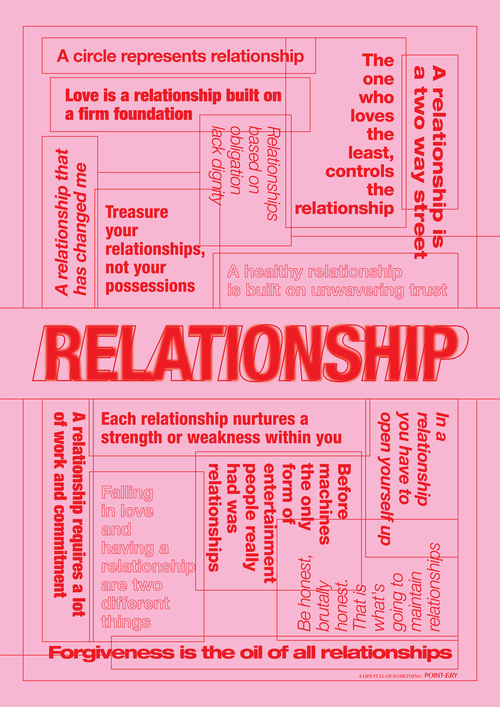 A circle represents relationship
Love is a relationship built on
a firm foundation
The
one
who
loves
the
least,
controls
the
relationship
A relationship is
a two way street
Relationships
based on
obligation
lack dignity
A relationship that
has changed me
Treasure
your
relationships,
not your
possessions
A healthy relationship
is built on unwavering trust
RELATIONSHIP
A relationship requires a lot
of work and commitment
Each relationship nurtures a
strength or weakness within you
In a
relationship
you have to
open yourself up
Before
machines
the only
form of
entertainment
people really
had was
relationships
Falling
in love
and
having a
relationship
are two
different
things
Be honest,
brutally
honest.
That is
what's
going to
maintain
relationships
Forgiveness is the oil of all relationships
A LIFE FULL OF SOMETHING POINT-ERY